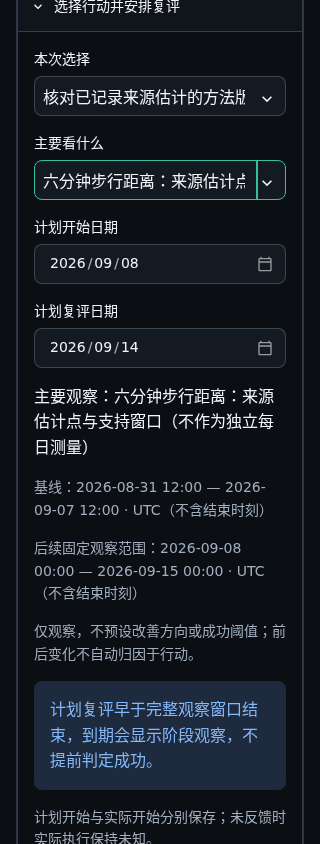 选择行动并安排复评
本次选择
核对已记录来源估计的方法版
主要看什么
六分钟步行距离：来源估计点
计划开始日期
2026/09/08
计划复评日期
2026/09/14
主要观察：六分钟步行距离：来源
估计点与支持窗口（不作为独立每
日测量）
基线：2026-08-31 12:00 — 2026-
09-07 12:00 · UTC（不含结束时刻）
后续固定观察范围：2026-09-08
00:00 — 2026-09-15 00:00 · UTC
（不含结束时刻）
仅观察，不预设改善方向或成功阈值；前
后变化不自动归因于行动。
计划复评早于完整观察窗口结
束，到期会显示阶段观察，不
提前判定成功。
计划开始与实际开始分别保存；未反馈时
实际执行保持未知。